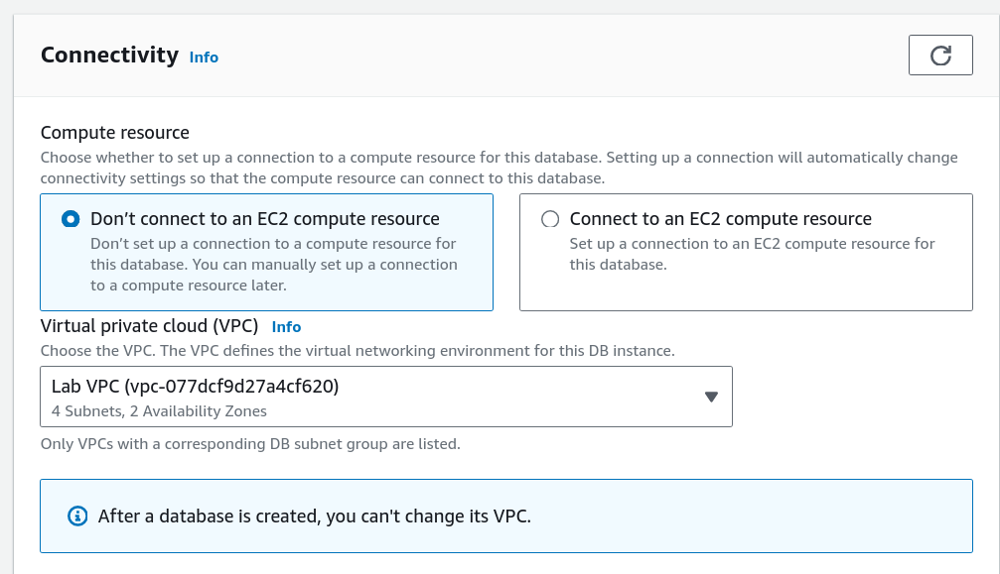 Connectivity Info
Compute resource
Choose whether to set up a connection to a compute resource for this database. Setting up a connection will automatically change
connectivity settings so that the compute resource can connect to this database.
Don’t connect to an EC2 compute resource
Don’t set up a connection to a compute resource for
this database. You can manually set up a connection
to a compute resource later.
Connect to an EC2 compute resource
Set up a connection to an EC2 compute resource for
this database.
Virtual private cloud (VPC) Info
Choose the VPC. The VPC defines the virtual networking environment for this DB instance.
Lab VPC (vpc-077dcf9d27a4cf620)
4 Subnets, 2 Availability Zones
Only VPCs with a corresponding DB subnet group are listed.
After a database is created, you can't change its VPC.